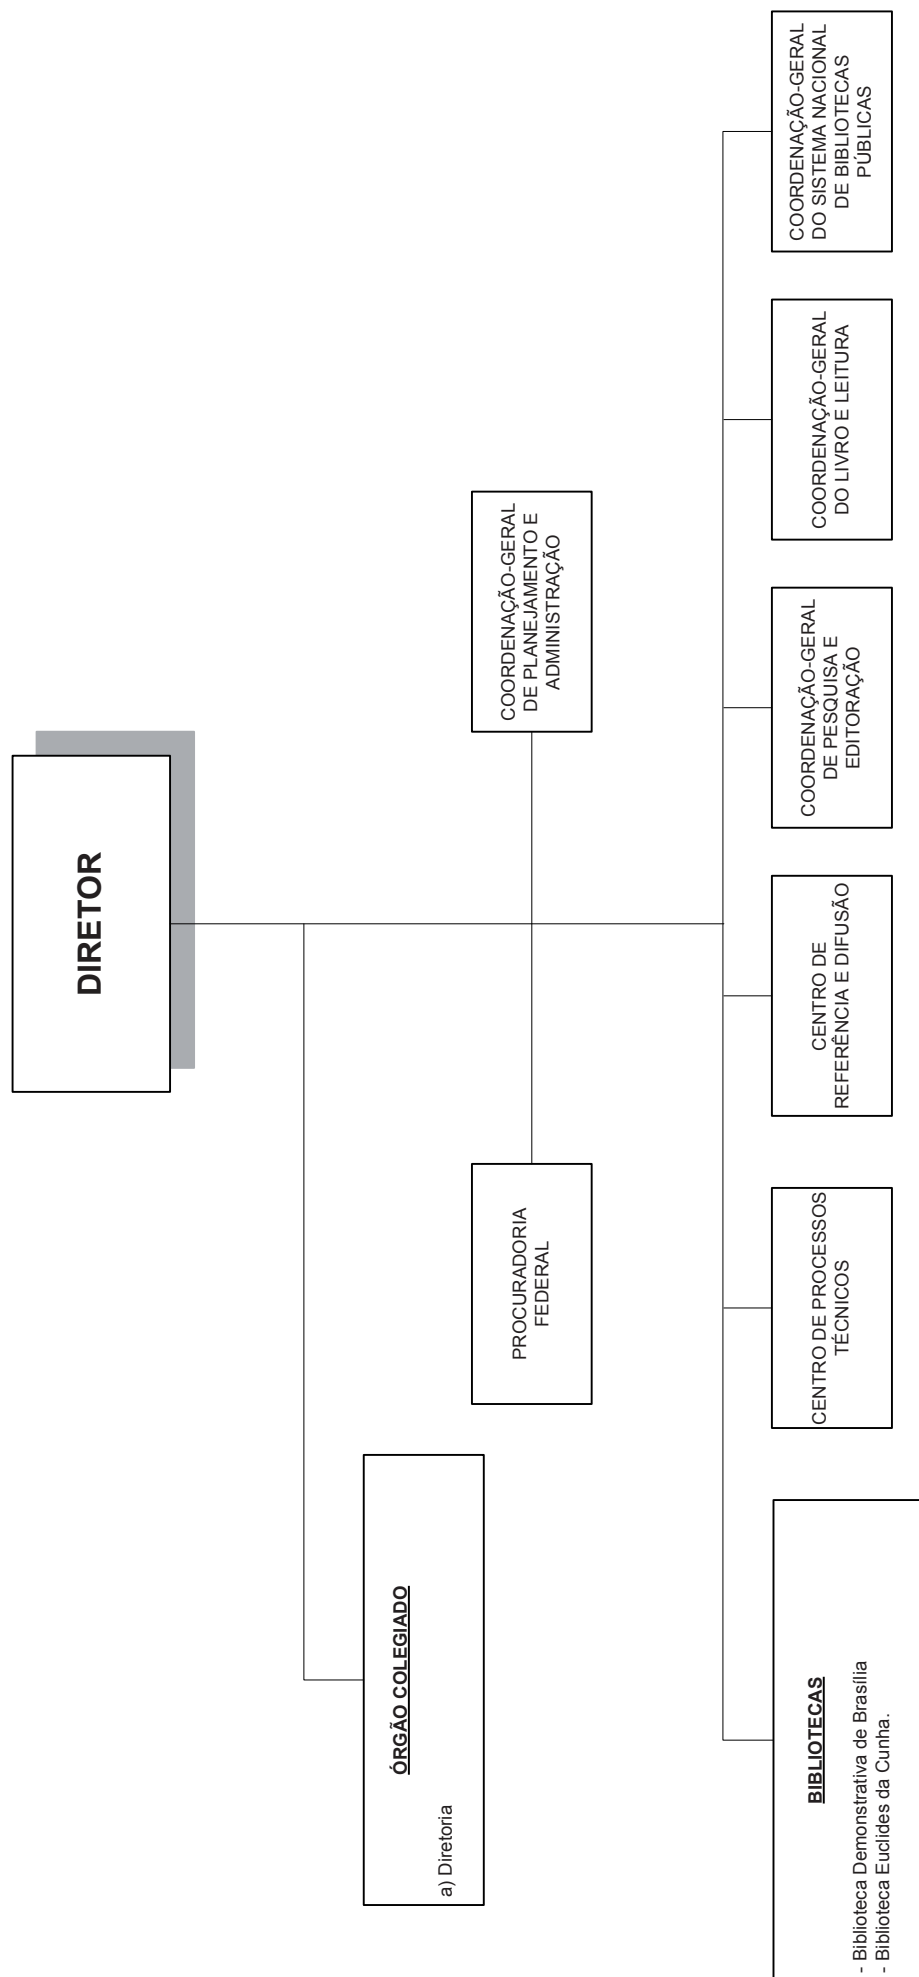 DIRETOR
ÓRGÃO COLEGIADO
a) Diretoria
PROCURADORIA
FEDERAL
COORDENAÇÃO-GERAL
DE PLANEJAMENTO E
ADMINISTRAÇÃO
BIBLIOTECAS
- Biblioteca Demonstrativa de Brasília
- Biblioteca Euclides da Cunha.
CENTRO DE PROCESSOS
TÉCNICOS
CENTRO DE
REFERÊNCIA E DIFUSÃO
COORDENAÇÃO-GERAL
DE PESQUISA E
EDITORAÇÃO
COORDENAÇÃO-GERAL
DO LIVRO E LEITURA
COORDENAÇÃO-GERAL
DO SISTEMA NACIONAL
DE BIBLIOTECAS
PÚBLICAS